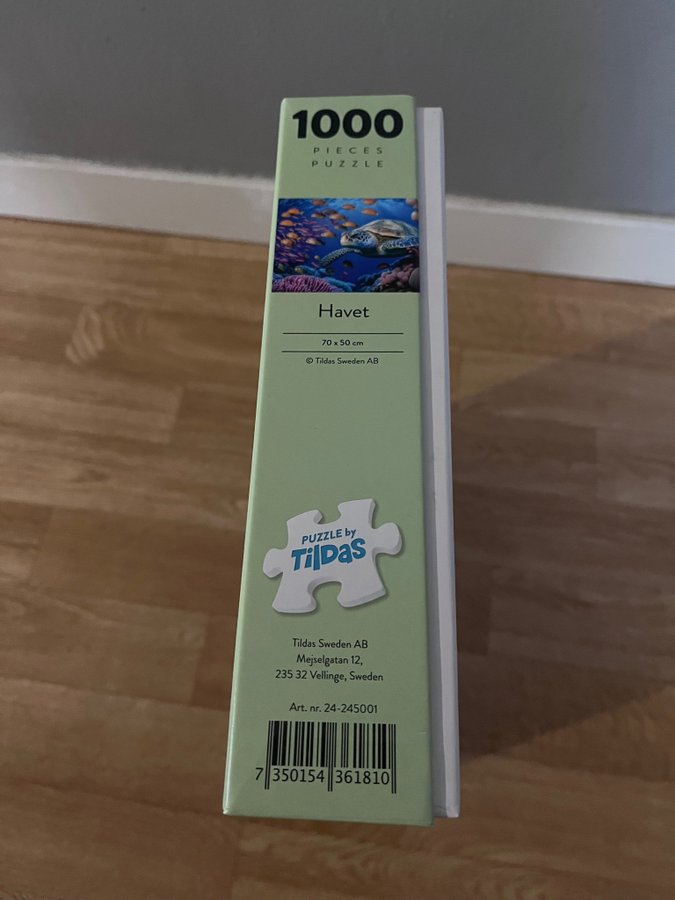 1000
PIECES
PUZZLE
Havet
70 x 50 cm
© Tildas Sweden AB
PUZZLE by
TiLDaS
Tildas Sweden AB
Mejselgatan 12,
235 32 Vellinge, Sweden
Art. nr. 24-245001
7 350154 361810